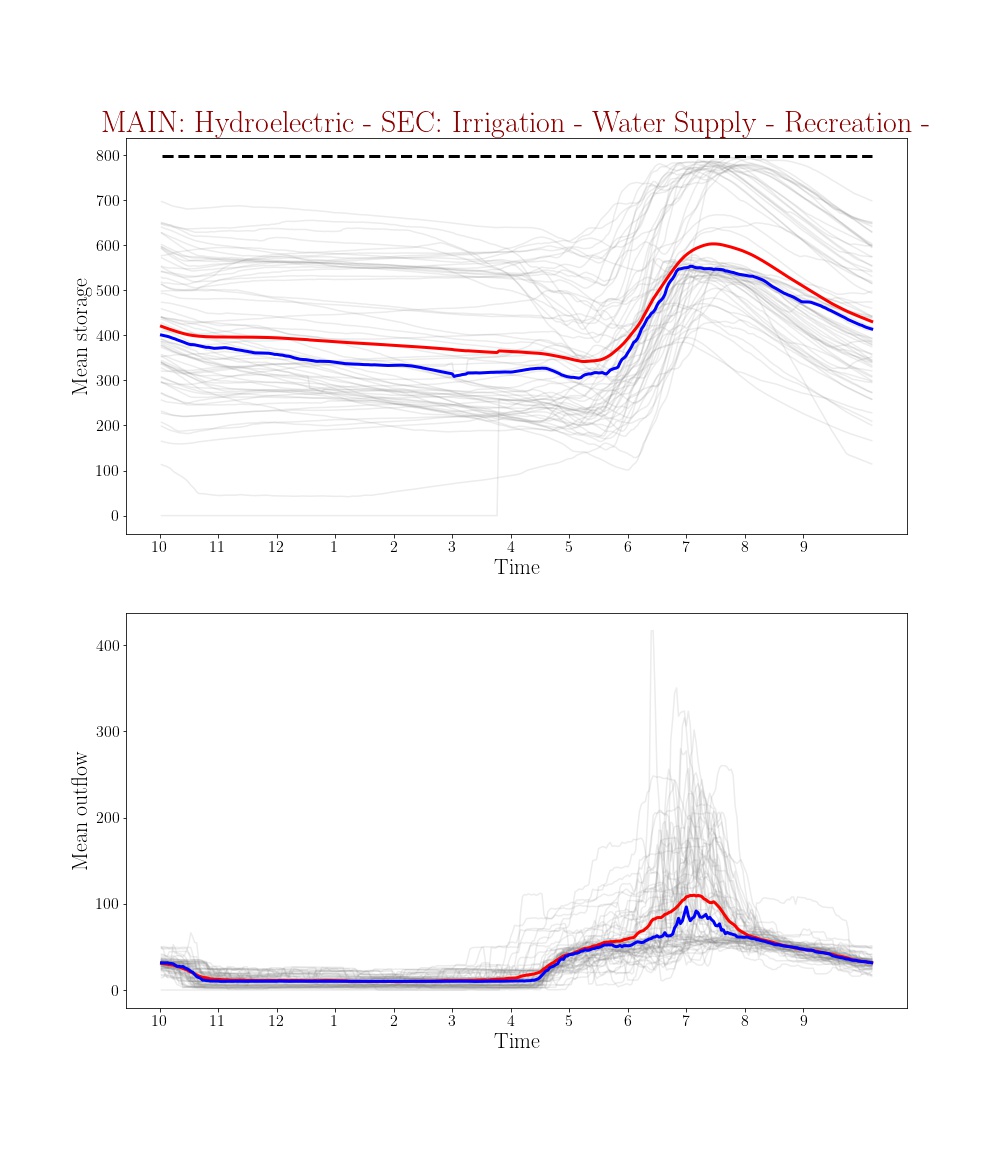 MAIN: Hydroelectric - SEC: Irrigation - Water Supply - Recreation -
800
700
600
500
400
300
200
100
0
Mean storage
10 11 12 1 2 3 4 5 6 7 8 9
Time
400
300
200
100
0
Mean outflow
10 11 12 1 2 3 4 5 6 7 8 9
Time